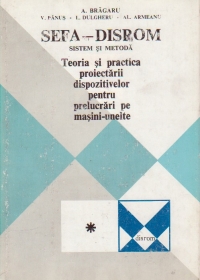 A. BRĂGARU
V. PĂNUȘ • L. DULGHERU • AL. ARMEANU
SEFA-DISROM
SISTEM ȘI METODĂ
Teoria și practica
proiectării
dispozitivelor
pentru
prelucrări pe
mașini-unelte
*
disrom